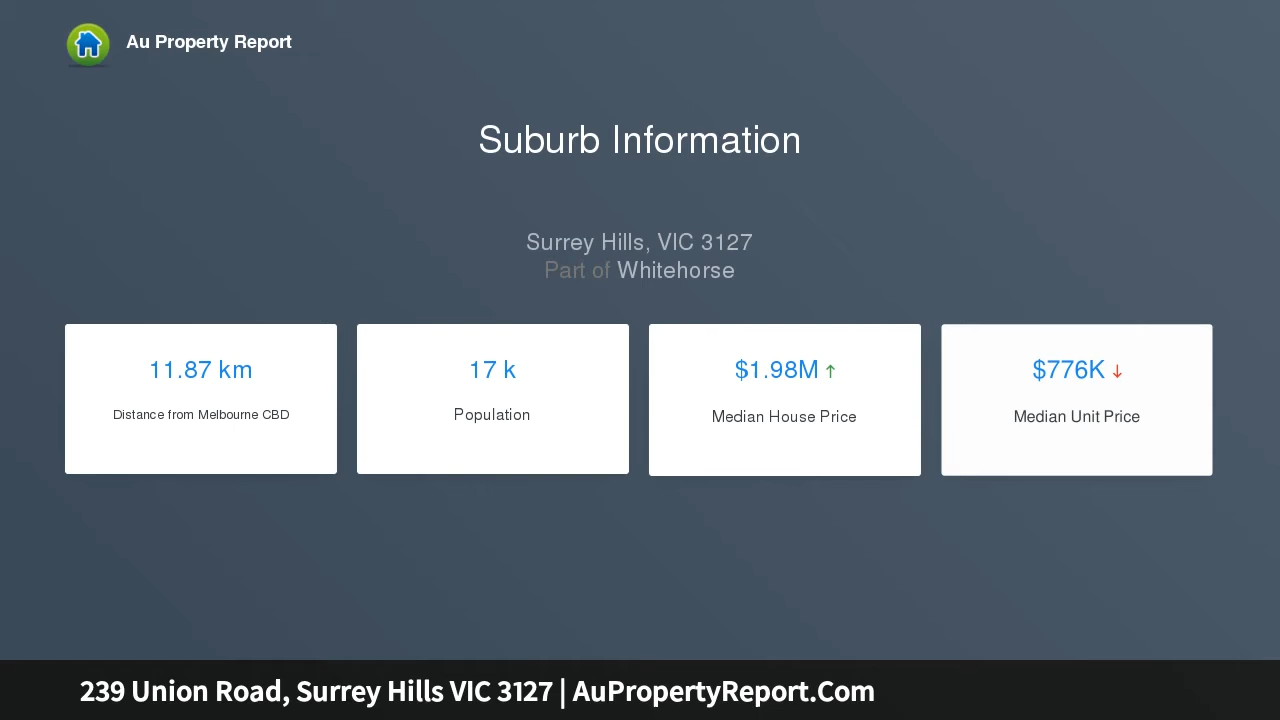 Au Property Report
Suburb Information
Surrey Hills, VIC 3127
Part of Whitehorse
11.87 km
Distance from Melbourne CBD
17 k
Population
$1.98M ↑
Median House Price
$776K ↓
Median Unit Price
239 Union Road, Surrey Hills VIC 3127 | AuPropertyReport.Com